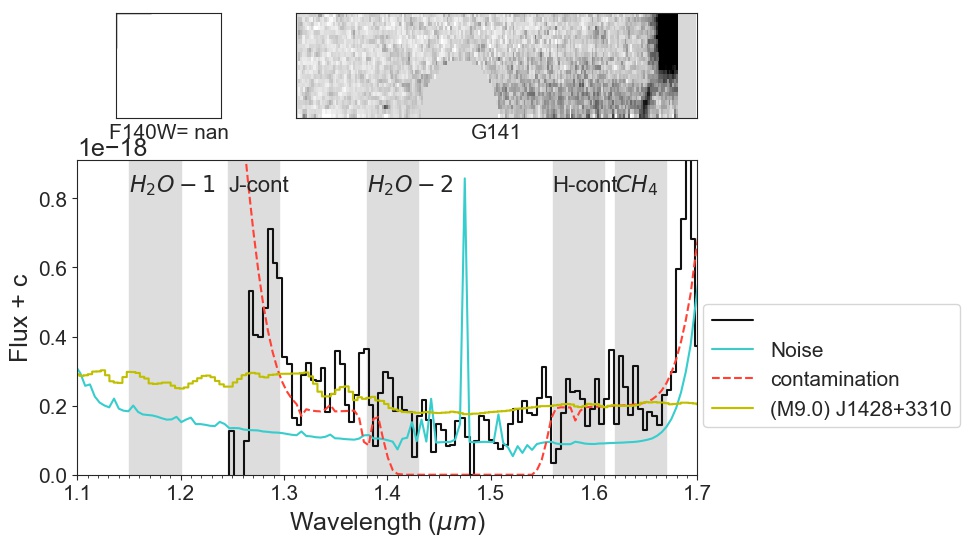 F140W= nan
G141
1e−18
H₂O − 1
J-cont
H₂O − 2
H-cont
CH₄
0.8
0.6
0.4
0.2
0.0
Flux + c
1.1
1.2
1.3
1.4
1.5
1.6
1.7
Wavelength (μm)
Noise
contamination
(M9.0) J1428+3310